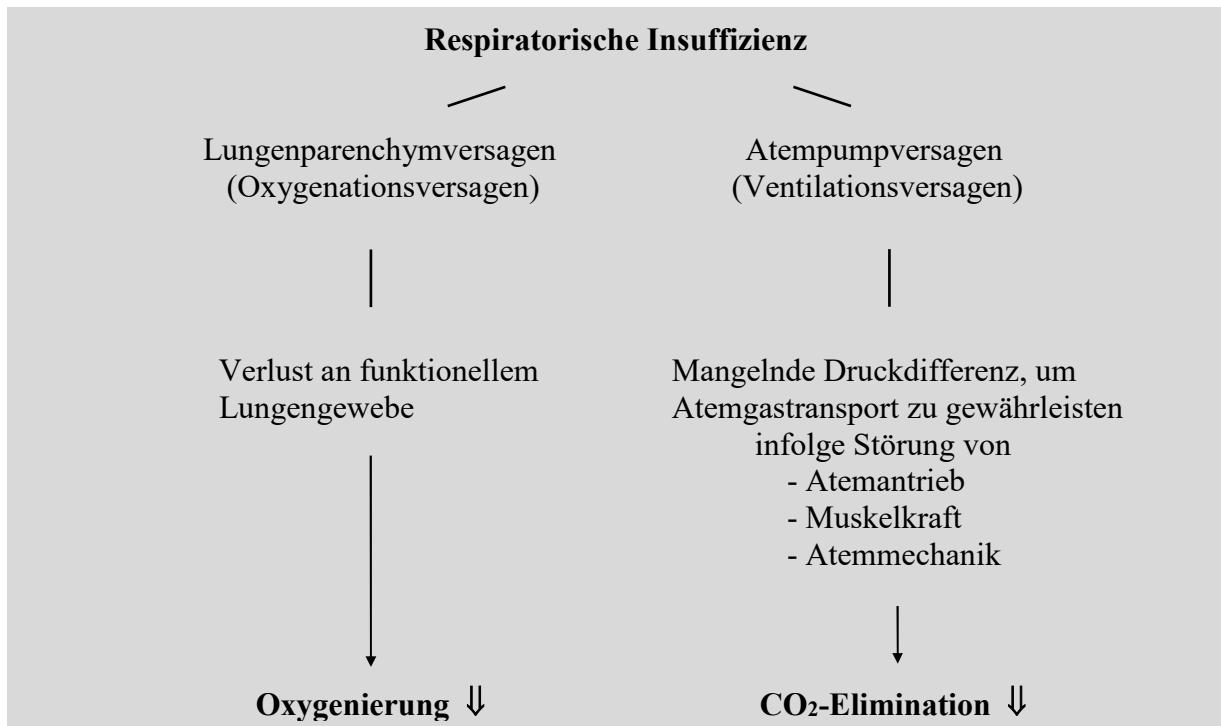 Respiratorische Insuffizienz
Lungenparenchymversagen
(Oxygenationsversagen)
Atempumpversagen
(Ventilationsversagen)
Verlust an funktionellem
Lungengewebe
Mangelnde Druckdifferenz, um
Atemgastransport zu gewährleisten
infolge Störung von
- Atemantrieb
- Muskelkraft
- Atemmechanik
Oxygenierung ⇓
CO₂-Elimination ⇓